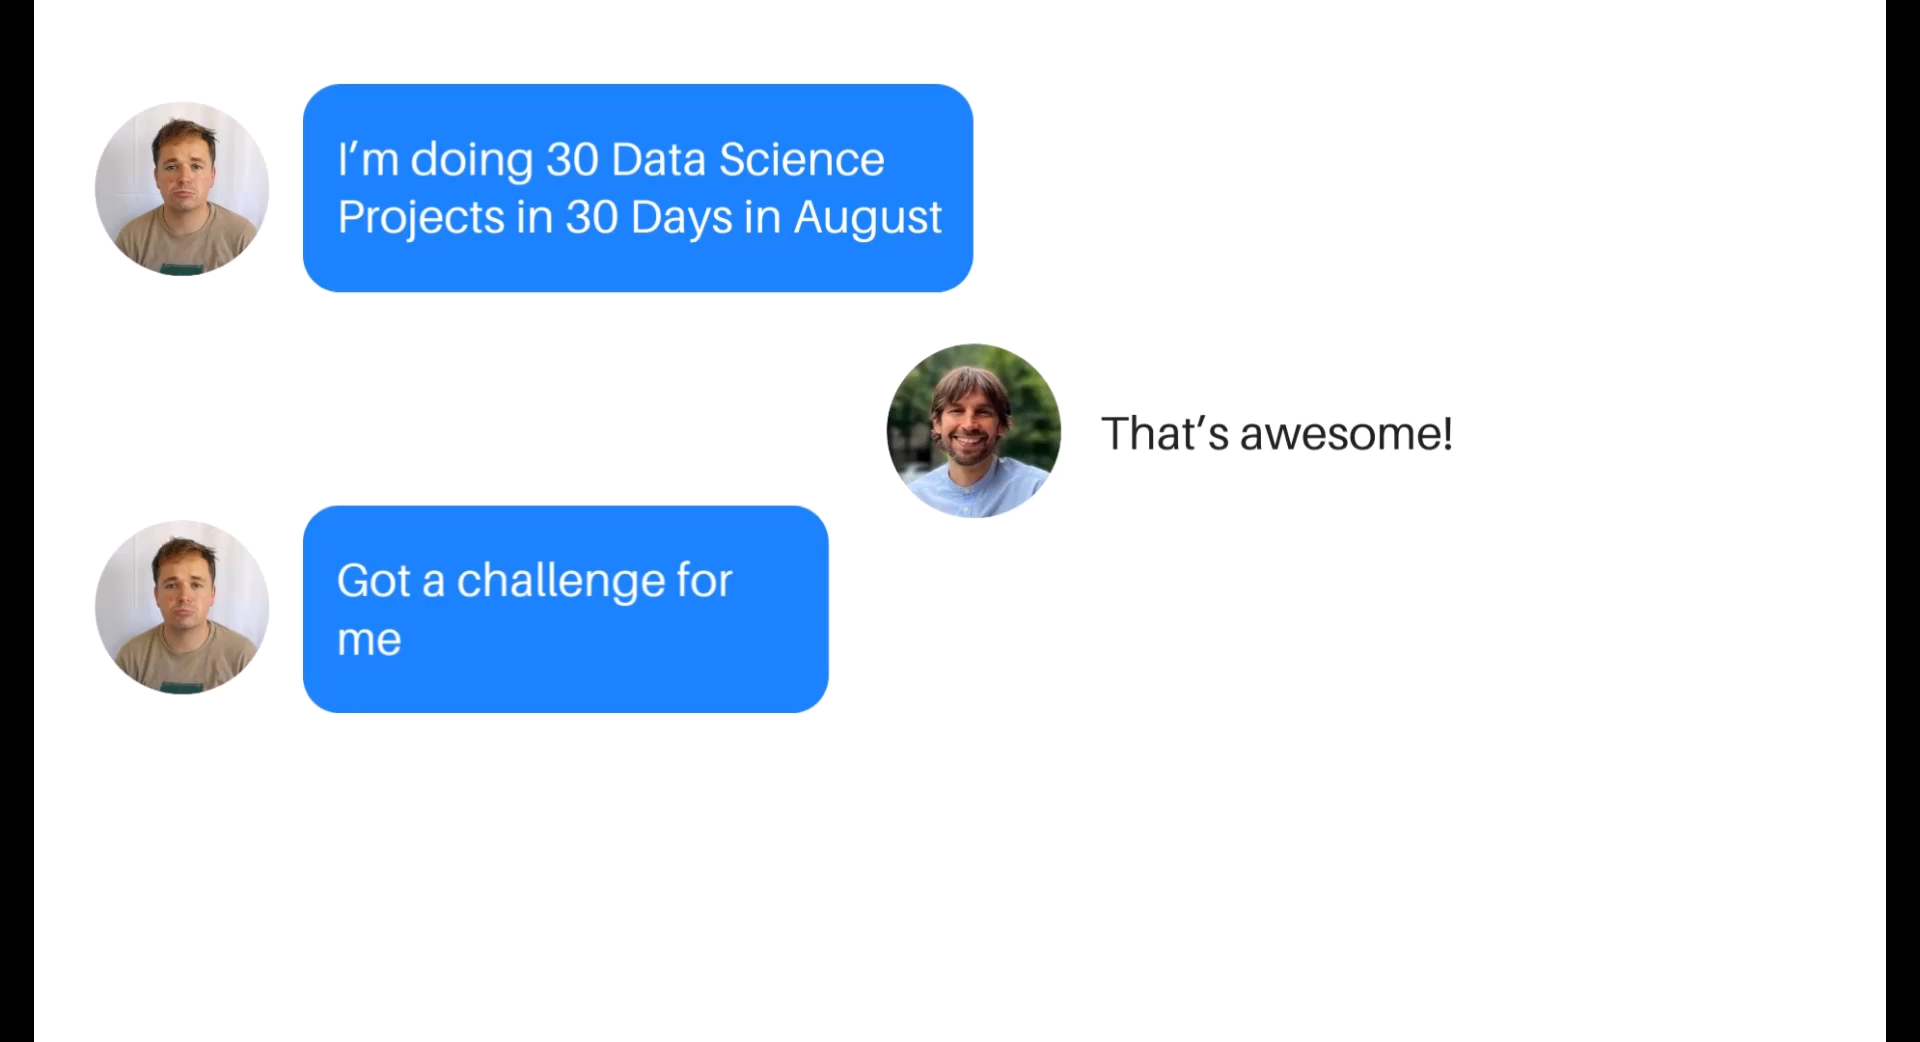 I’m doing 30 Data Science
Projects in 30 Days in August
That’s awesome!
Got a challenge for
me